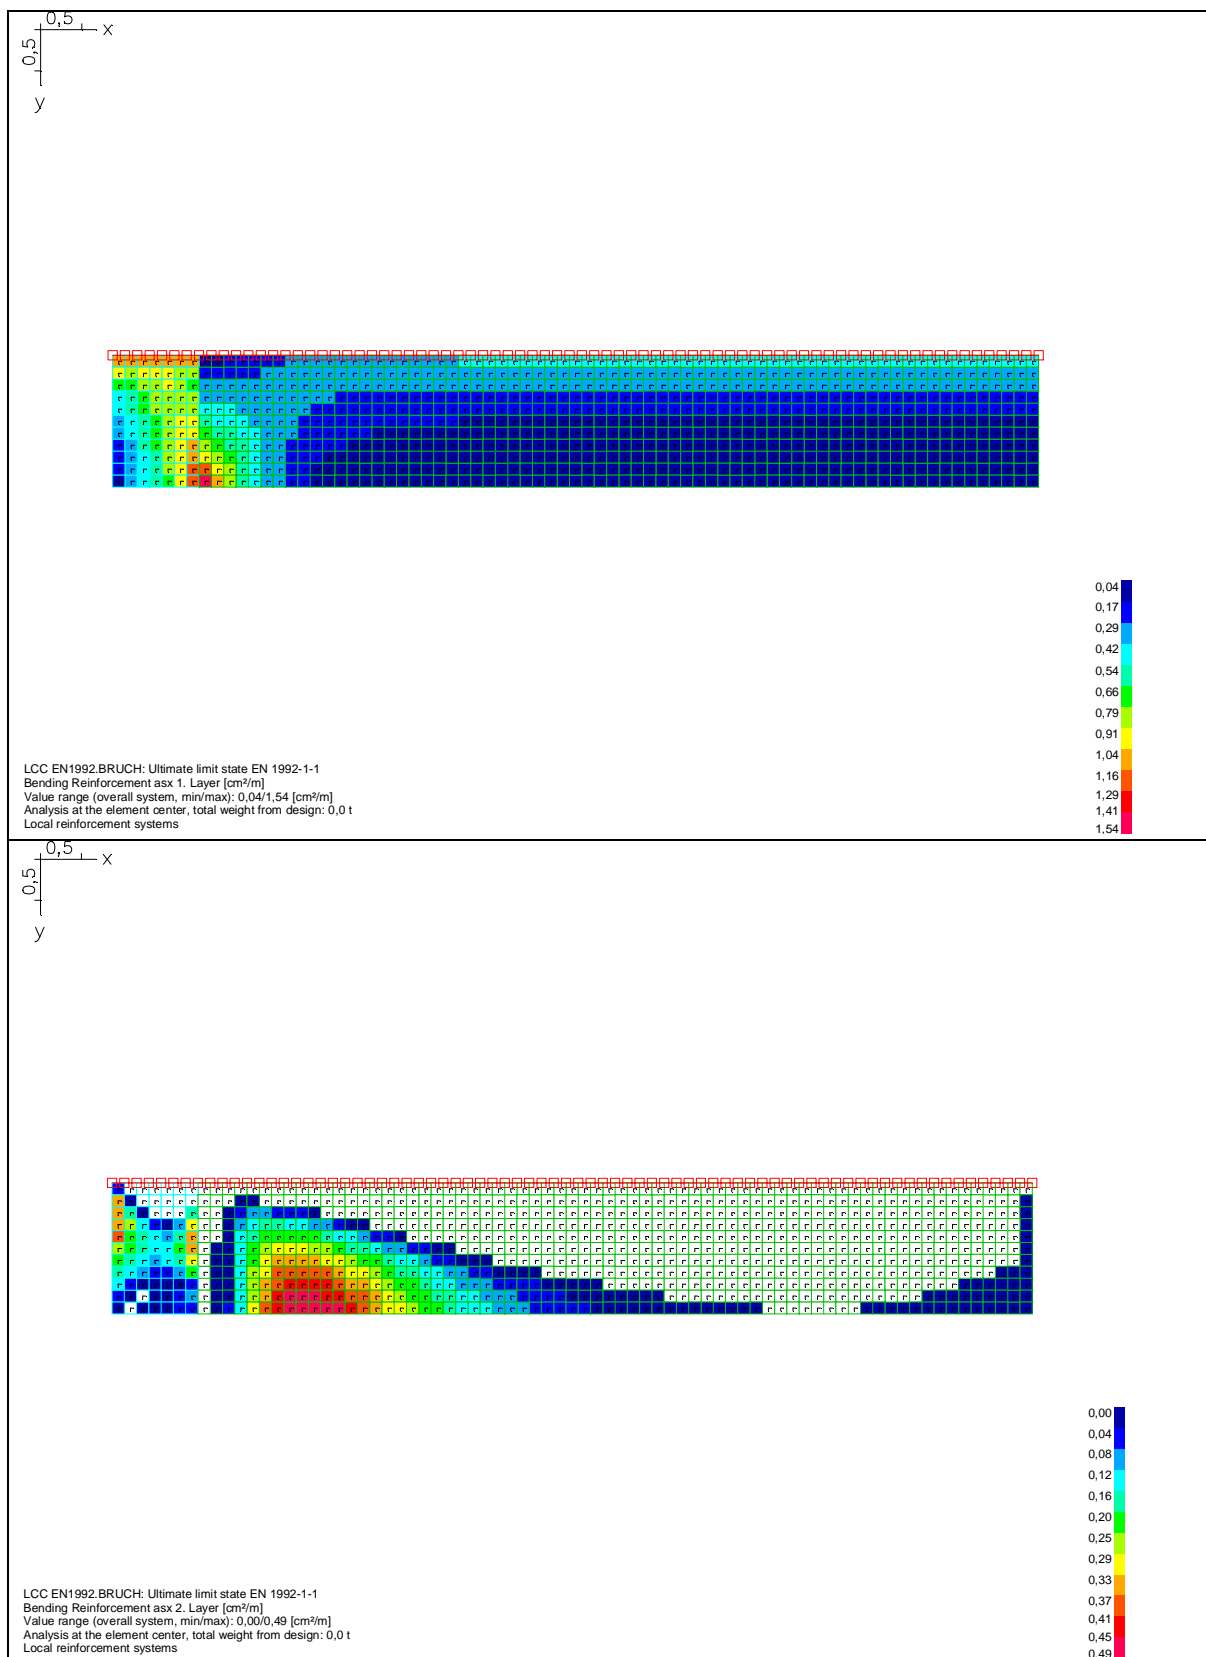 0,5
x
0,5
y
0,04
0,17
0,29
0,42
0,54
0,66
0,79
0,91
1,04
1,16
1,29
1,41
1,54
LCC EN1992.BRUCH: Ultimate limit state EN 1992-1-1
Bending Reinforcement asx 1. Layer [cm²/m]
Value range (overall system, min/max): 0,04/1,54 [cm²/m]
Analysis at the element center, total weight from design: 0,0 t
Local reinforcement systems
0,5
x
0,5
y
0,00
0,04
0,08
0,12
0,16
0,20
0,25
0,29
0,33
0,37
0,41
0,45
0,49
LCC EN1992.BRUCH: Ultimate limit state EN 1992-1-1
Bending Reinforcement asx 2. Layer [cm²/m]
Value range (overall system, min/max): 0,00/0,49 [cm²/m]
Analysis at the element center, total weight from design: 0,0 t
Local reinforcement systems